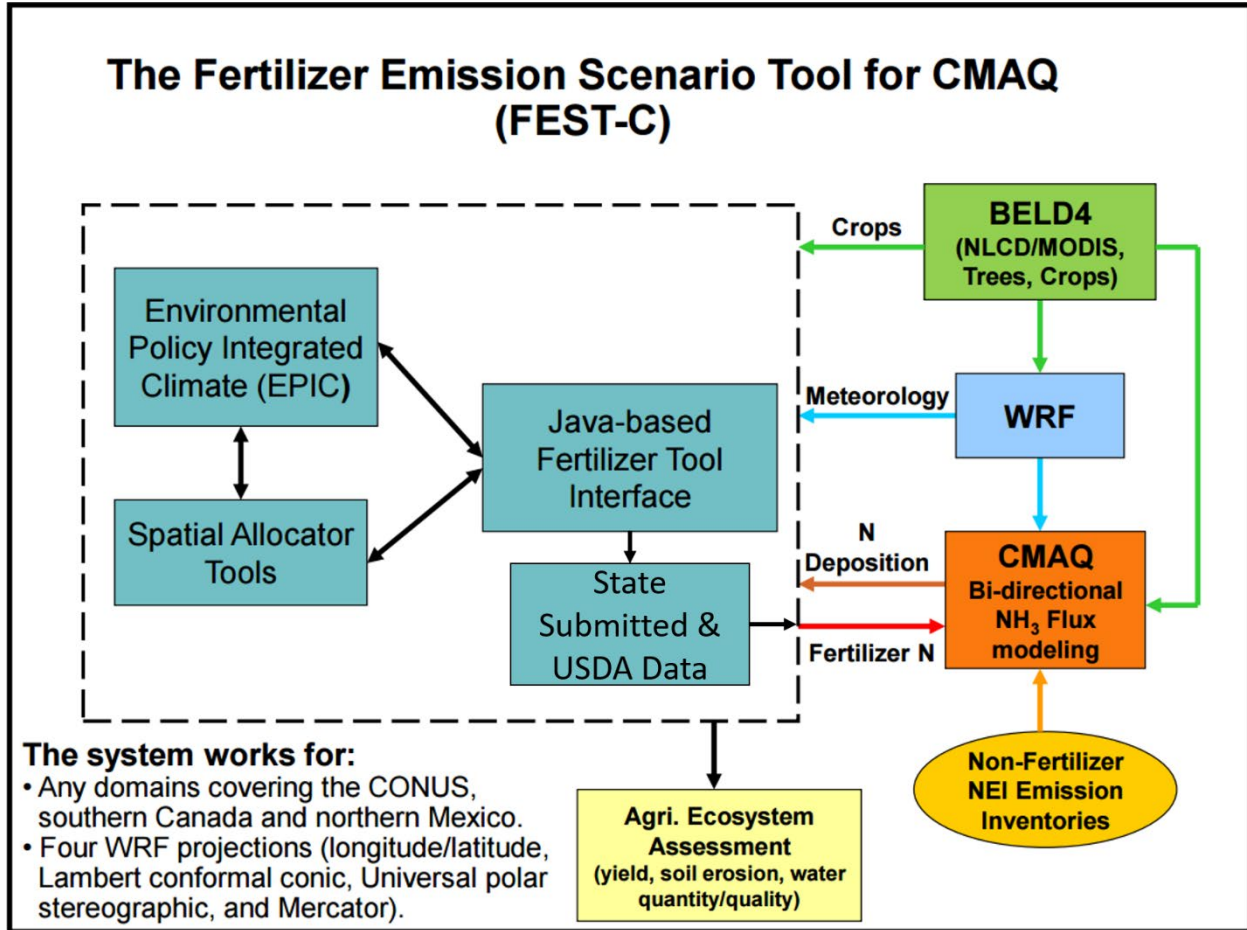 The Fertilizer Emission Scenario Tool for CMAQ
(FEST-C)
Environmental
Policy Integrated
Climate (EPIC)
Spatial Allocator
Tools
Java-based
Fertilizer Tool
Interface
State
Submitted &
USDA Data
Crops
Meteorology
N
Deposition
Fertilizer N
BELD4
(NLCD/MODIS,
Trees, Crops)
WRF
CMAQ
Bi-directional
NH₃ Flux
modeling
Non-Fertilizer
NEI Emission
Inventories
The system works for:
• Any domains covering the CONUS,
southern Canada and northern Mexico.
• Four WRF projections (longitude/latitude,
Lambert conformal conic, Universal polar
stereographic, and Mercator).
Agri. Ecosystem
Assessment
(yield, soil erosion, water
quantity/quality)